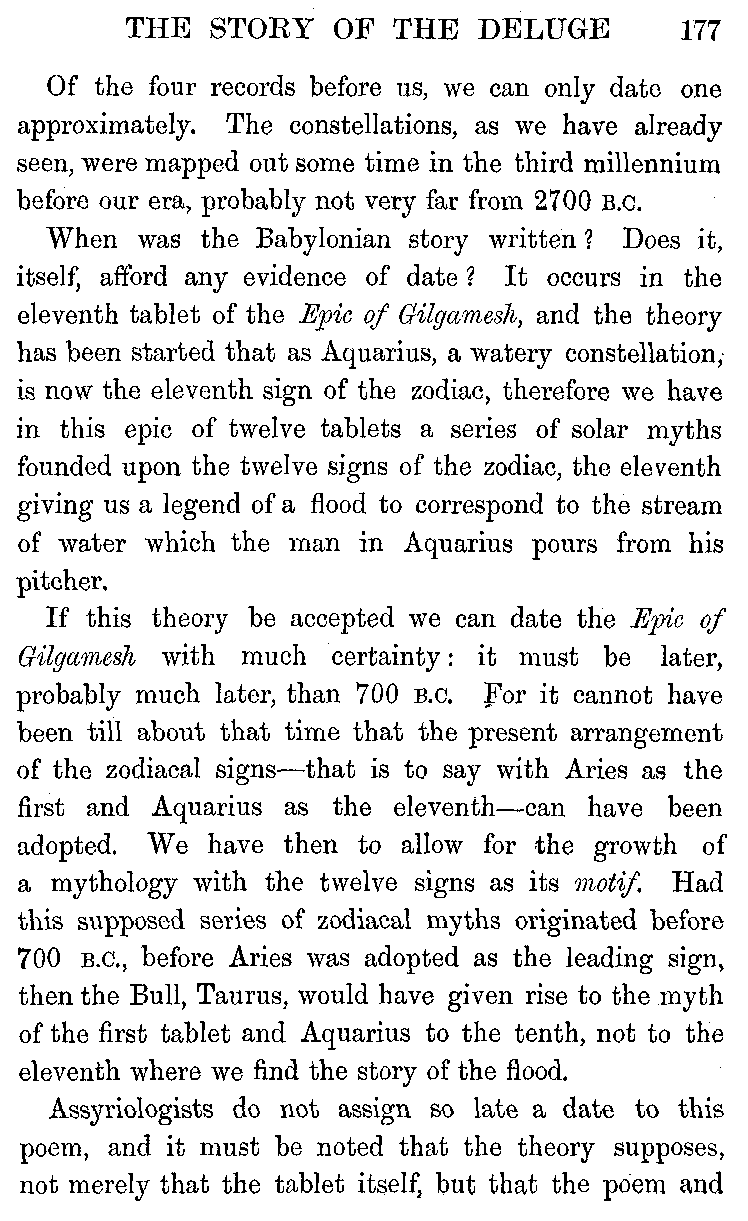 THE STORY OF THE DELUGE 177
Of the four records before us, we can only date one
approximately. The constellations, as we have already
seen, were mapped out some time in the third millennium
before our era, probably not very far from 2700 B.C.
When was the Babylonian story written? Does it,
itself, afford any evidence of date? It occurs in the
eleventh tablet of the Epic of Gilgamesh, and the theory
has been started that as Aquarius, a watery constellation,
is now the eleventh sign of the zodiac, therefore we have
in this epic of twelve tablets a series of solar myths
founded upon the twelve signs of the zodiac, the eleventh
giving us a legend of a flood to correspond to the stream
of water which the man in Aquarius pours from his
pitcher.
If this theory be accepted we can date the Epic of
Gilgamesh with much certainty: it must be later,
probably much later, than 700 B.C. For it cannot have
been till about that time that the present arrangement
of the zodiacal signs—that is to say with Aries as the
first and Aquarius as the eleventh—can have been
adopted. We have then to allow for the growth of
a mythology with the twelve signs as its motif. Had
this supposed series of zodiacal myths originated before
700 B.C., before Aries was adopted as the leading sign,
then the Bull, Taurus, would have given rise to the myth
of the first tablet and Aquarius to the tenth, not to the
eleventh where we find the story of the flood.
Assyriologists do not assign so late a date to this
poem, and it must be noted that the theory supposes,
not merely that the tablet itself, but that the poem and